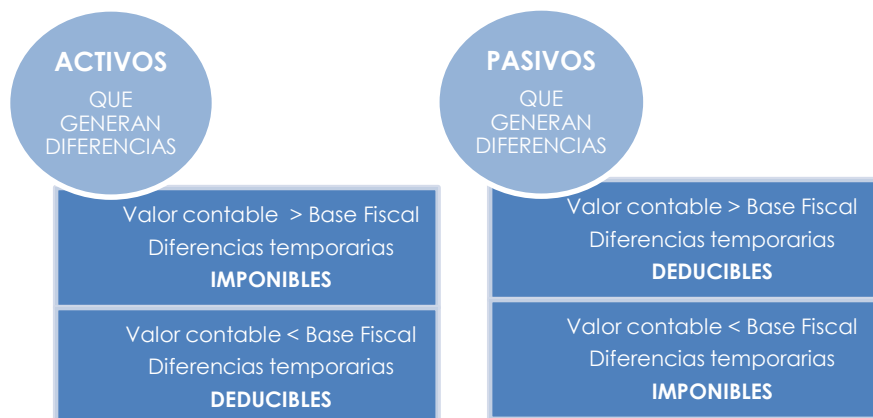 ACTIVOS
QUE
GENERAN
DIFERENCIAS
Valor contable > Base Fiscal
Diferencias temporarias
IMPONIBLES
Valor contable < Base Fiscal
Diferencias temporarias
DEDUCIBLES
PASIVOS
QUE
GENERAN
DIFERENCIAS
Valor contable > Base Fiscal
Diferencias temporarias
DEDUCIBLES
Valor contable < Base Fiscal
Diferencias temporarias
IMPONIBLES